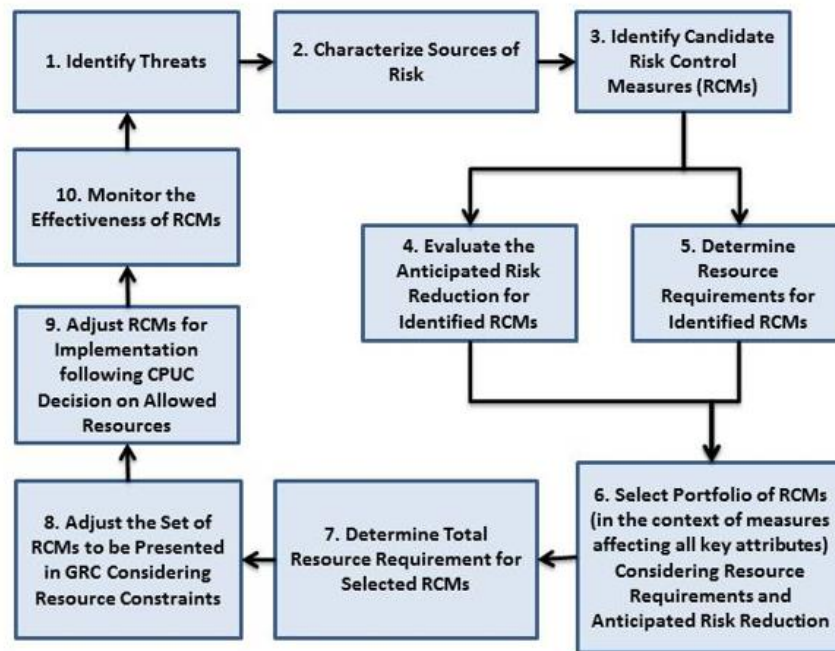 1. Identify Threats
2. Characterize Sources of
Risk
3. Identify Candidate
Risk Control
Measures (RCMs)
4. Evaluate the
Anticipated Risk
Reduction for
Identified RCMs
5. Determine
Resource
Requirements for
Identified RCMs
6. Select Portfolio of RCMs
(in the context of measures
affecting all key attributes)
Considering Resource
Requirements and
Anticipated Risk Reduction
7. Determine Total
Resource Requirement for
Selected RCMs
8. Adjust the Set of
RCMs to be Presented
in GRC Considering
Resource Constraints
9. Adjust RCMs for
Implementation
following CPUC
Decision on Allowed
Resources
10. Monitor the
Effectiveness of RCMs